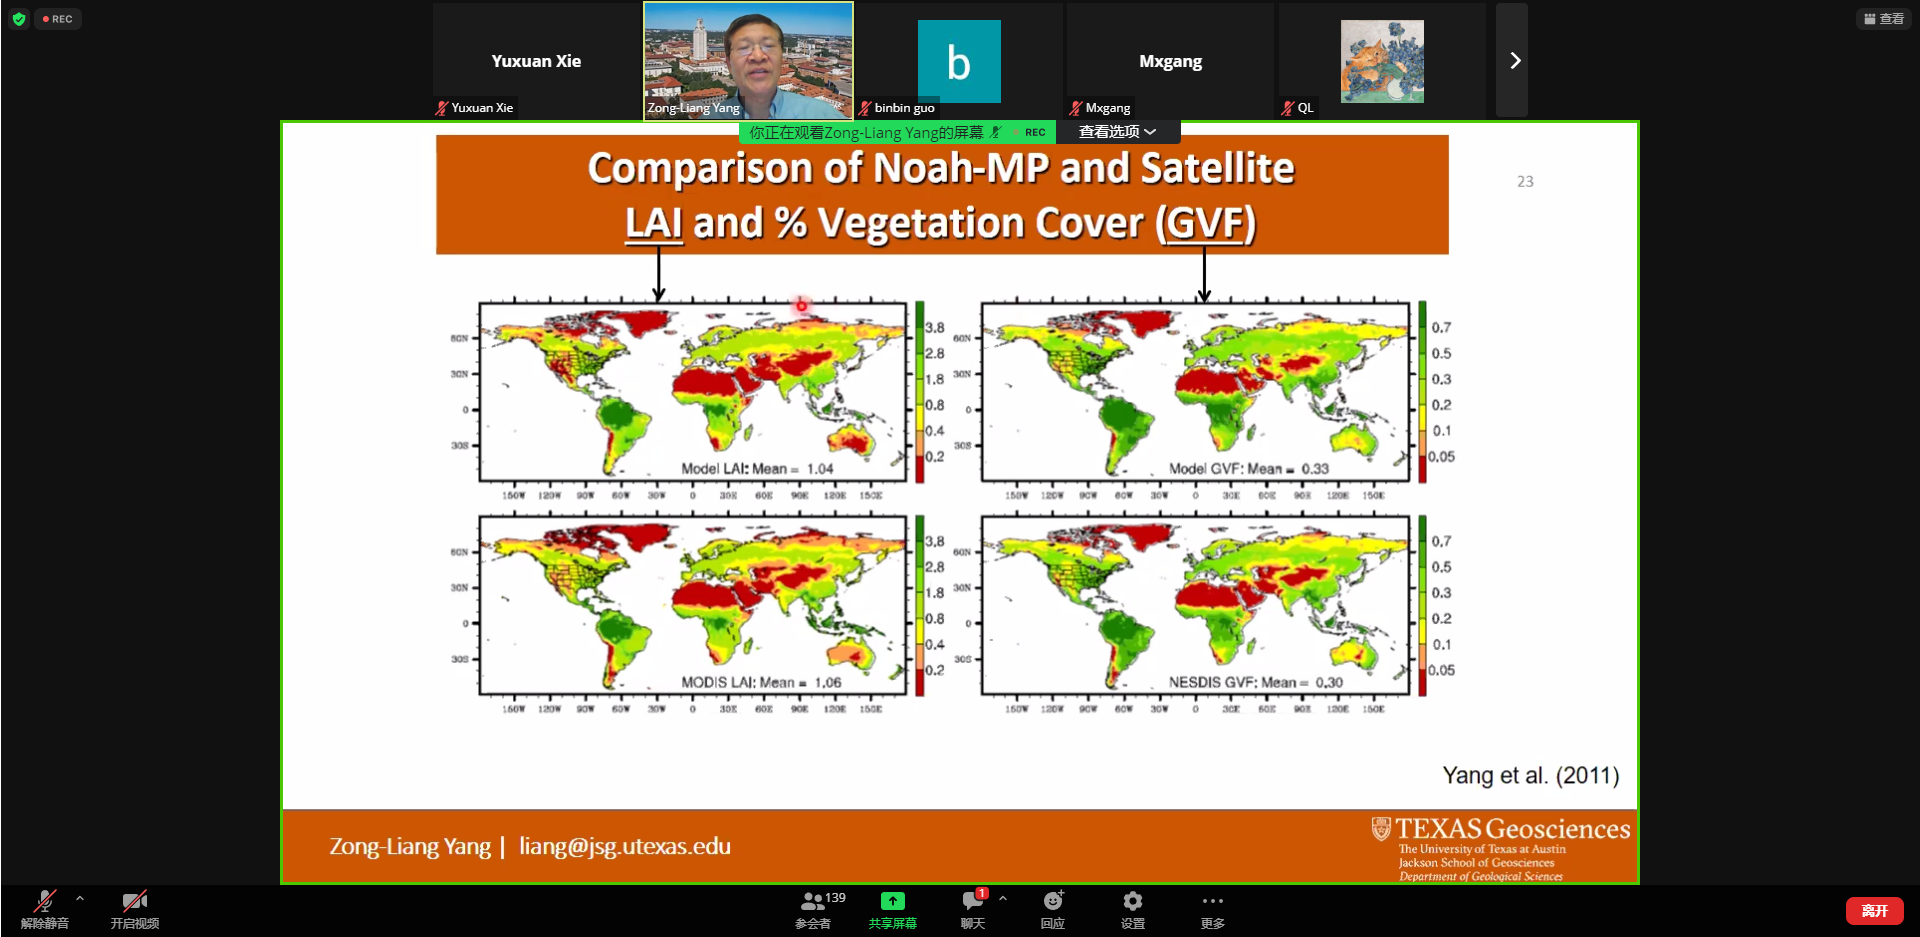 REC
查看
Yuxuan Xie
Yuxuan Xie
Zong-Liang Yang
b
binbin guo
Mxgang
Mxgang
QL
你正在观看Zong-Liang Yang的屏幕
REC
查看选项
Comparison of Noah-MP and Satellite
LAI and % Vegetation Cover (GVF)
23
60N
30N
0
30S
150W 120W 90W 60W 30W 0 30E 60E 90E 120E 150E
Model LAI: Mean = 1.04
3.8
2.8
1.8
0.8
0.4
0.2
60N
30N
0
30S
150W 120W 90W 60W 30W 0 30E 60E 90E 120E 150E
Model GVF: Mean = 0.33
0.7
0.5
0.3
0.2
0.1
0.05
60N
30N
0
30S
150W 120W 90W 60W 30W 0 30E 60E 90E 120E 150E
MODIS LAI: Mean = 1.06
3.8
2.8
1.8
0.8
0.4
0.2
60N
30N
0
30S
150W 120W 90W 60W 30W 0 30E 60E 90E 120E 150E
NESDIS GVF: Mean = 0.30
0.7
0.5
0.3
0.2
0.1
0.05
Yang et al. (2011)
Zong-Liang Yang | liang@jsg.utexas.edu
TEXAS Geosciences
The University of Texas at Austin
Jackson School of Geosciences
Department of Geological Sciences
解除静音
开启视频
139
参会者
共享屏幕
1
聊天
回应
设置
更多
离开